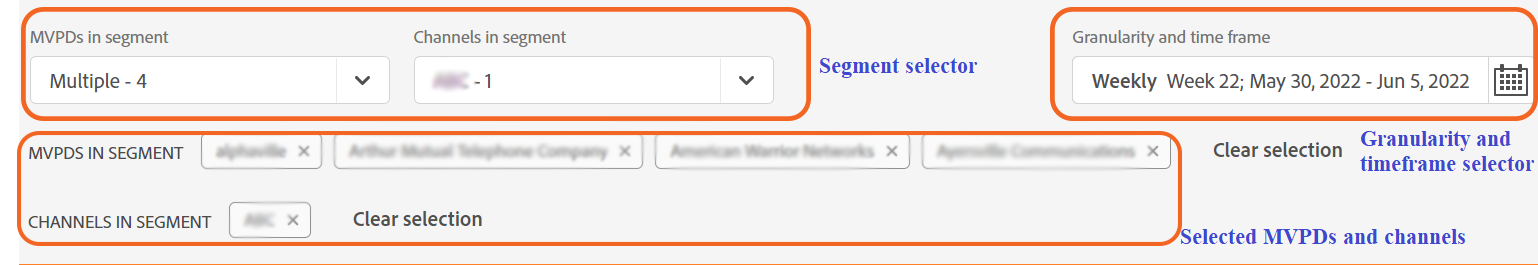 MVPDs in segment Channels in segment Granularity and time frame
Multiple - 4 - 1 Segment selector Weekly Week 22; May 30, 2022 - Jun 5, 2022
MVPDS IN SEGMENT alphaville × Arthur Mutual Telephone Company × American Warrior Networks × Ayersville Communications × Clear selection Granularity and
timeframe selector
CHANNELS IN SEGMENT ABC × Clear selection
Selected MVPDs and channels